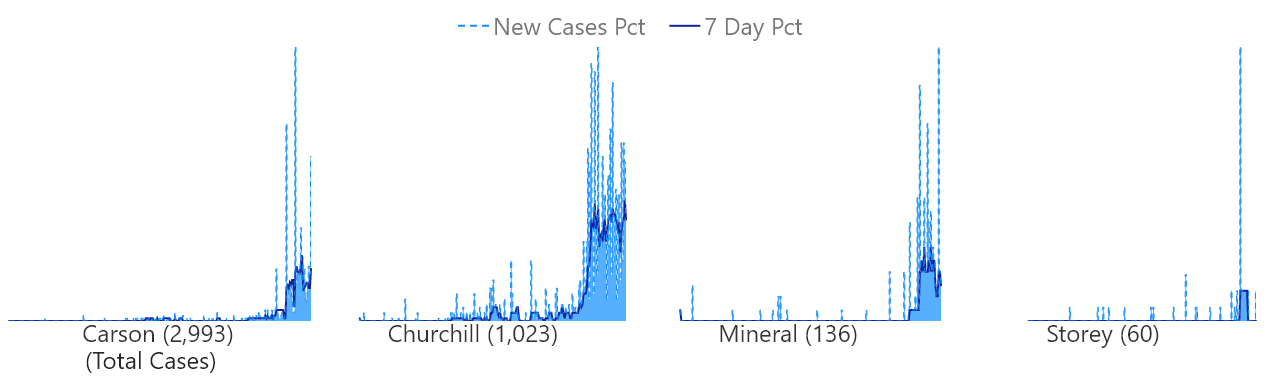 New Cases Pct 7 Day Pct
Carson (2,993) Churchill (1,023) Mineral (136) Storey (60)
(Total Cases)